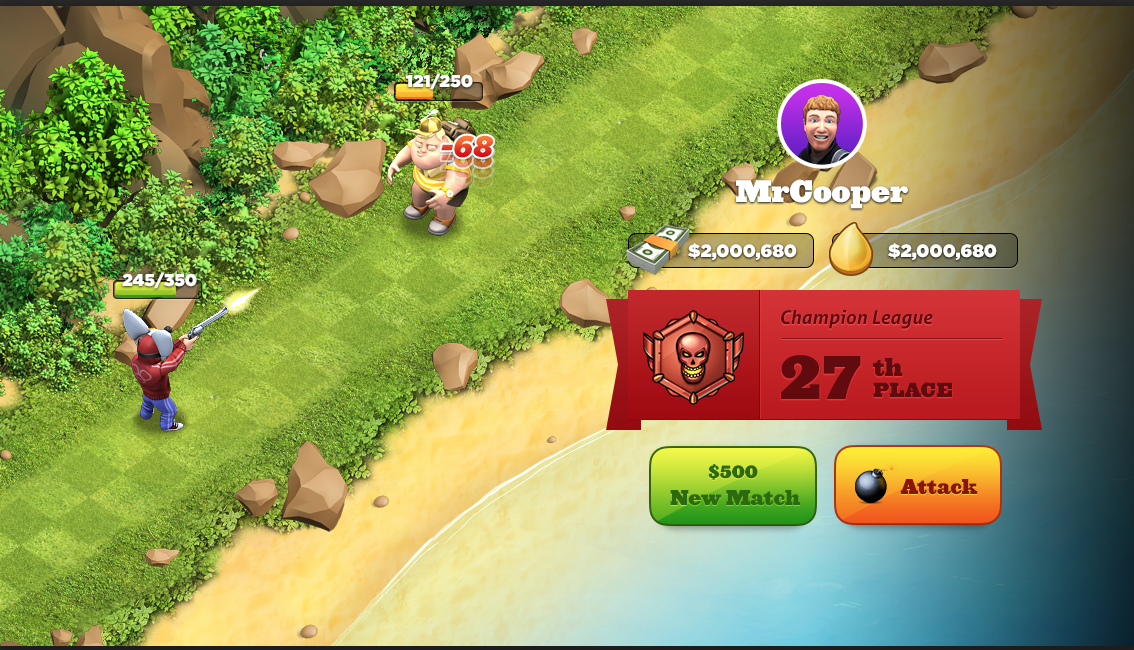 121/250
-68
245/350
MrCooper
$2,000,680
$2,000,680
Champion League
27 th
PLACE
$500
New Match
Attack